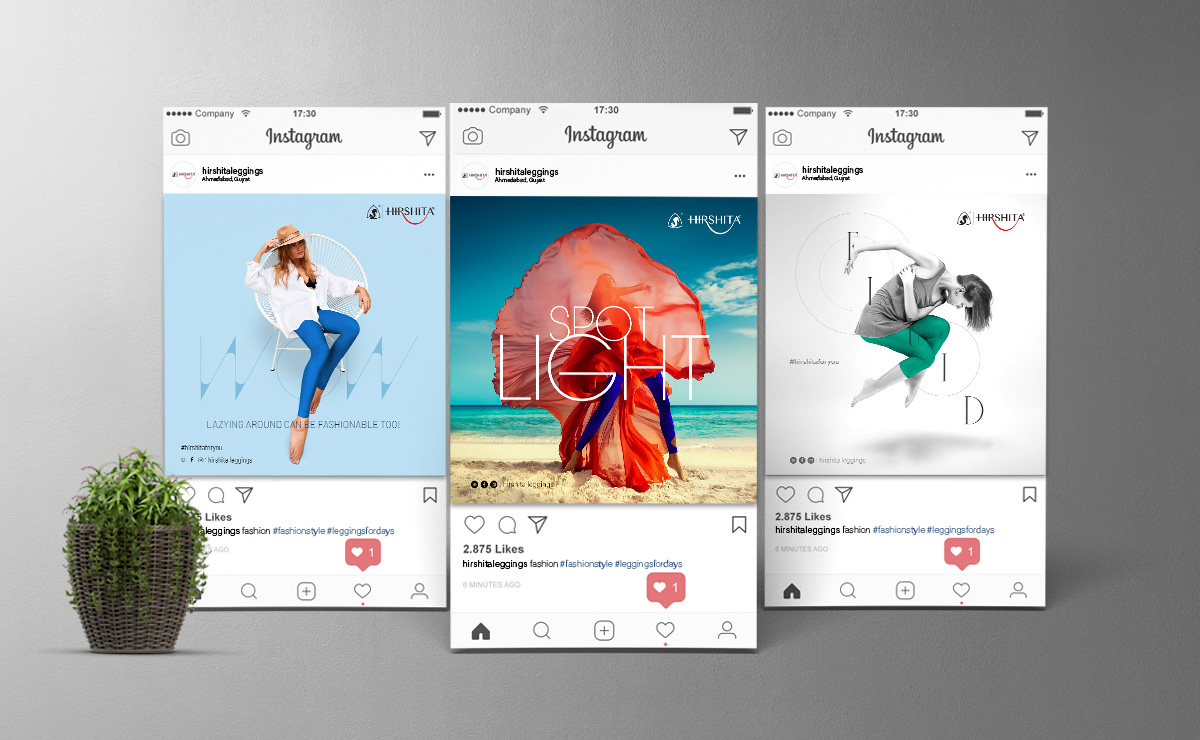 Company 17:30
Instagram
hirshitaleggings
Ahmedabad, Gujrat
HIRSHITA
HIRSHITA
WOW
LAZYING AROUND CAN BE FASHIONABLE TOO!
#hirshitaforyou
: hirshita leggings
Likes
leggings fashion #fashionstyle #leggingsfordays
AGO
1
Company 17:30
Instagram
hirshitaleggings
Ahmedabad, Gujrat
HIRSHITA
HIRSHITA
SPOT
LIGHT
: hirshita leggings
2.875 Likes
hirshitaleggings fashion #fashionstyle #leggingsfordays
6 MINUTES AGO
1
Company 17:30
Instagram
hirshitaleggings
Ahmedabad, Gujrat
HIRSHITA
HIRSHITA
F
L
I
D
#hirshitaforyou
: hirshita leggings
2.875 Likes
hirshitaleggings fashion #fashionstyle #leggingsfordays
6 MINUTES AGO
1